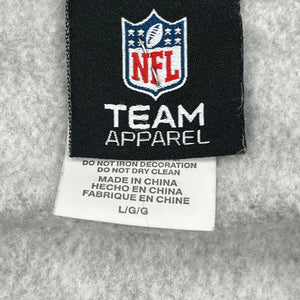 NFL
TEAM
APPAREL
DO NOT IRON DECORATION
DO NOT DRY CLEAN
MADE IN CHINA
HECHO EN CHINA
FABRIQUE EN CHINE
L/G/G